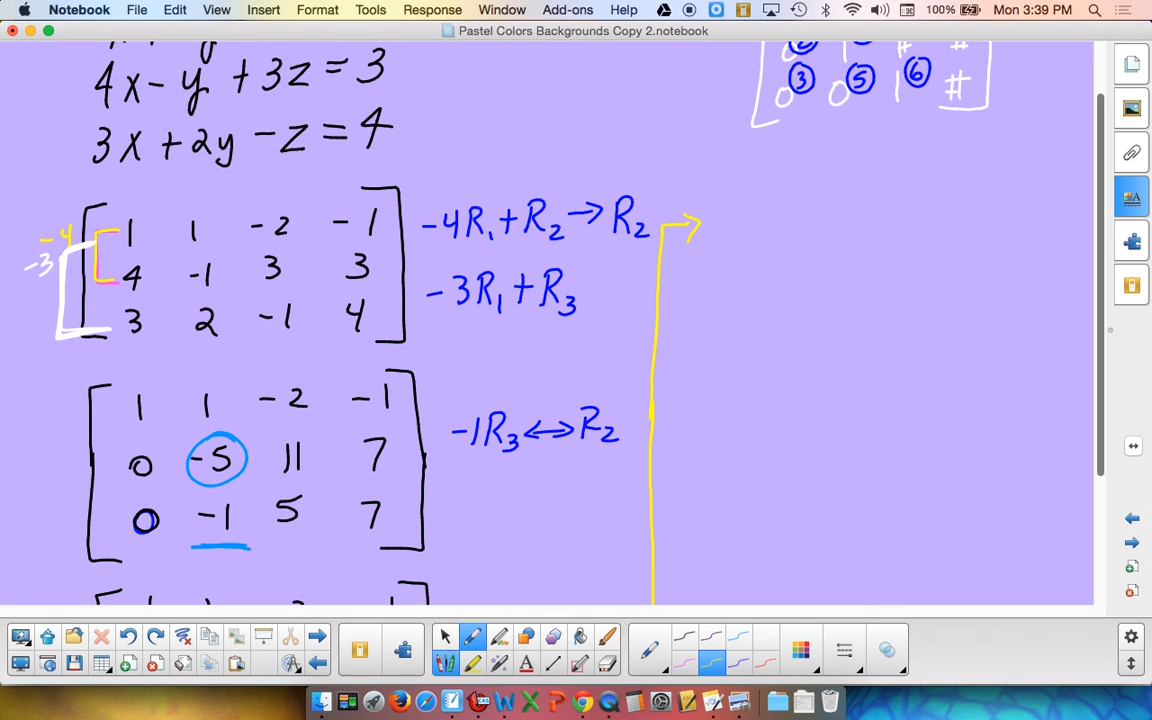 Notebook File Edit View Insert Format Tools Response Window Add-ons Help 100% Mon 3:39 PM
Pastel Colors Backgrounds Copy 2.notebook
4x - y + 3z = 3
3x + 2y - z = 4
3 5 6
0 0 1 #
1 1 -2 -1 -4R₁ + R₂ → R₂
-4
-3
4 -1 3 3 -3R₁ + R₃
3 2 -1 4
1 1 -2 -1 -1R₃ ↔ R₂
0 -5 11 7
0 -1 5 7